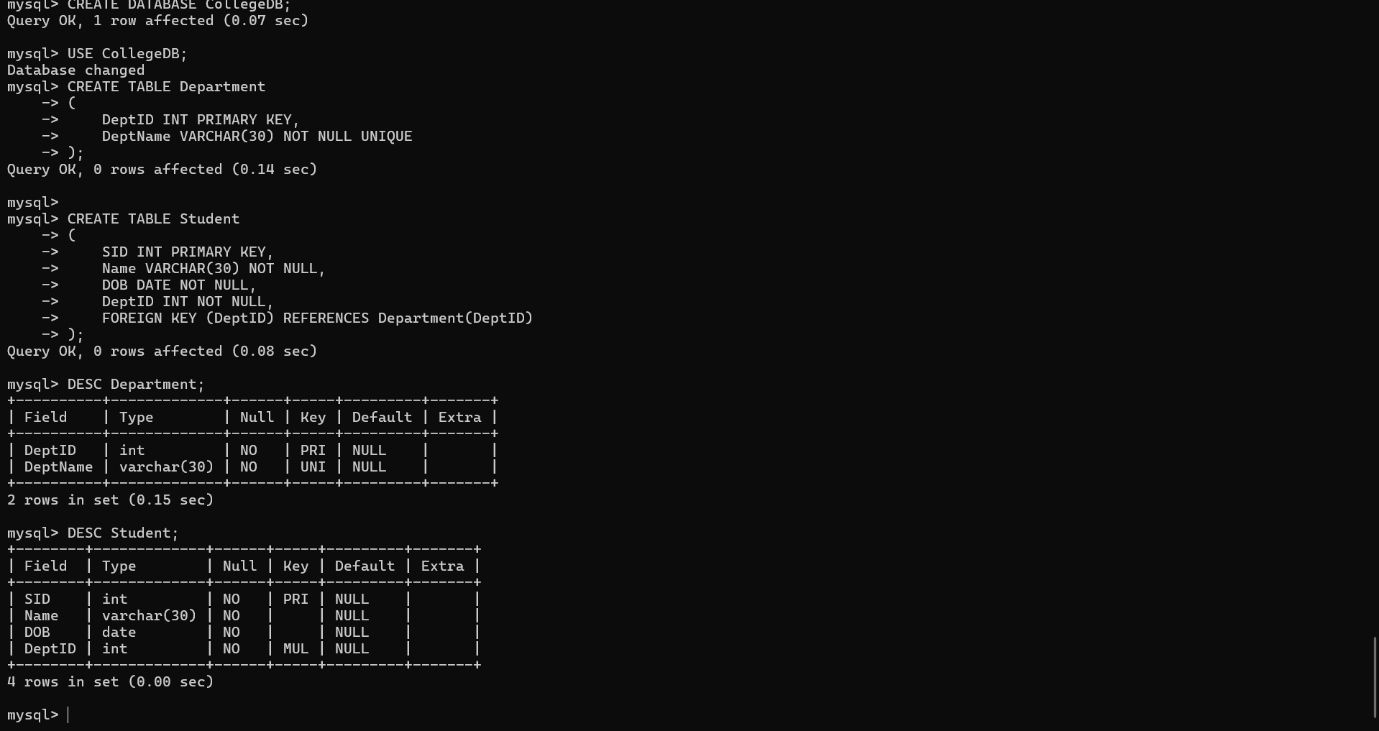 mysql> CREATE DATABASE CollegeDB;
Query OK, 1 row affected (0.07 sec)

mysql> USE CollegeDB;
Database changed
mysql> CREATE TABLE Department
    -> (
    ->     DeptID INT PRIMARY KEY,
    ->     DeptName VARCHAR(30) NOT NULL UNIQUE
    -> );
Query OK, 0 rows affected (0.14 sec)

mysql>
mysql> CREATE TABLE Student
    -> (
    ->     SID INT PRIMARY KEY,
    ->     Name VARCHAR(30) NOT NULL,
    ->     DOB DATE NOT NULL,
    ->     DeptID INT NOT NULL,
    ->     FOREIGN KEY (DeptID) REFERENCES Department(DeptID)
    -> );
Query OK, 0 rows affected (0.08 sec)

mysql> DESC Department;
+----------+-------------+------+-----+---------+-------+
| Field    | Type        | Null | Key | Default | Extra |
+----------+-------------+------+-----+---------+-------+
| DeptID   | int         | NO   | PRI | NULL    |       |
| DeptName | varchar(30) | NO   | UNI | NULL    |       |
+----------+-------------+------+-----+---------+-------+
2 rows in set (0.15 sec)

mysql> DESC Student;
+--------+-------------+------+-----+---------+-------+
| Field  | Type        | Null | Key | Default | Extra |
+--------+-------------+------+-----+---------+-------+
| SID    | int         | NO   | PRI | NULL    |       |
| Name   | varchar(30) | NO   |     | NULL    |       |
| DOB    | date        | NO   |     | NULL    |       |
| DeptID | int         | NO   | MUL | NULL    |       |
+--------+-------------+------+-----+---------+-------+
4 rows in set (0.00 sec)

mysql>